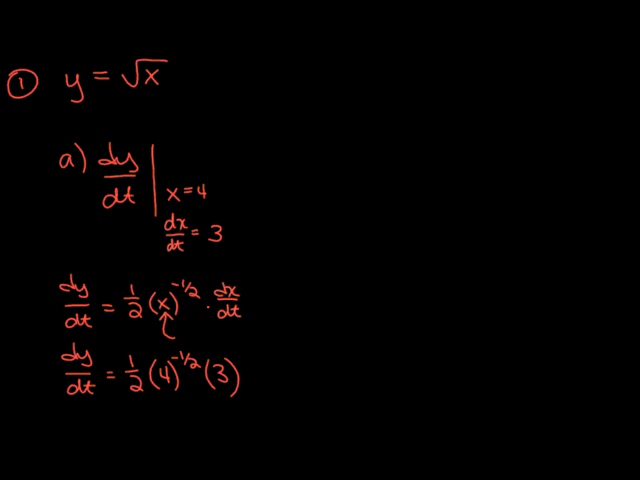 ① y = √x
a) dy/dt | x = 4
dx/dt = 3
dy/dt = 1/2 (x)^-1/2 · dx/dt
dy/dt = 1/2 (4)^-1/2 (3)